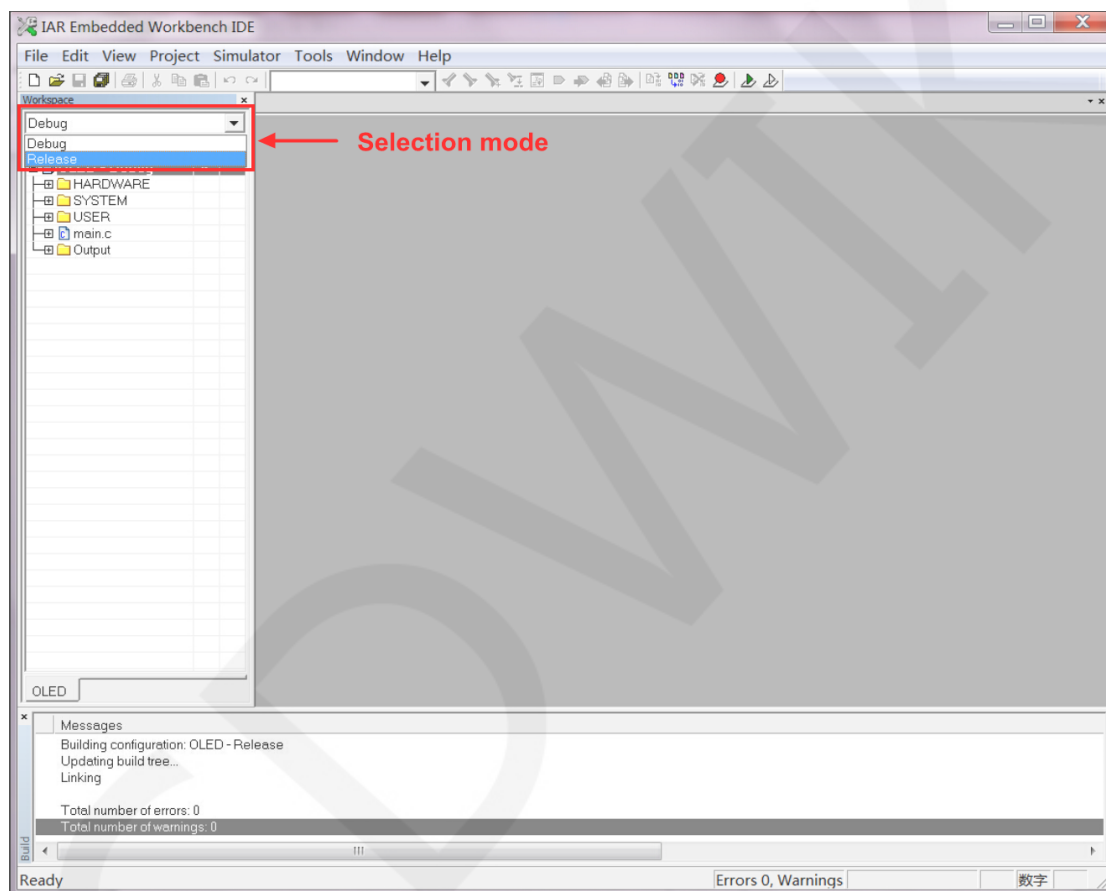 IAR Embedded Workbench IDE
File Edit View Project Simulator Tools Window Help
Workspace
Debug
Debug
Release
Selection mode
HARDWARE
SYSTEM
USER
main.c
Output
OLED
Messages
Building configuration: OLED - Release
Updating build tree...
Linking
Total number of errors: 0
Total number of warnings: 0
Build
Ready
Errors 0, Warnings
数字